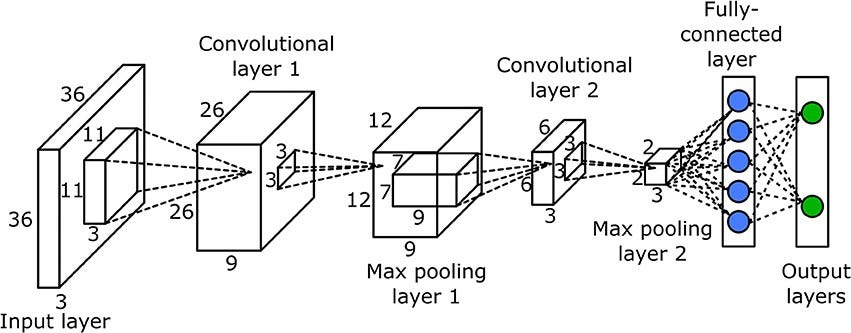 Fully-
connected
layer
Convolutional
layer 1
Convolutional
layer 2
36
11
11
36
3
3
Input layer
26
3
3
26
9
12
7
7
12
9
9
Max pooling
layer 1
6
3
3
6
3
2
2
3
Max pooling
layer 2
Output
layers